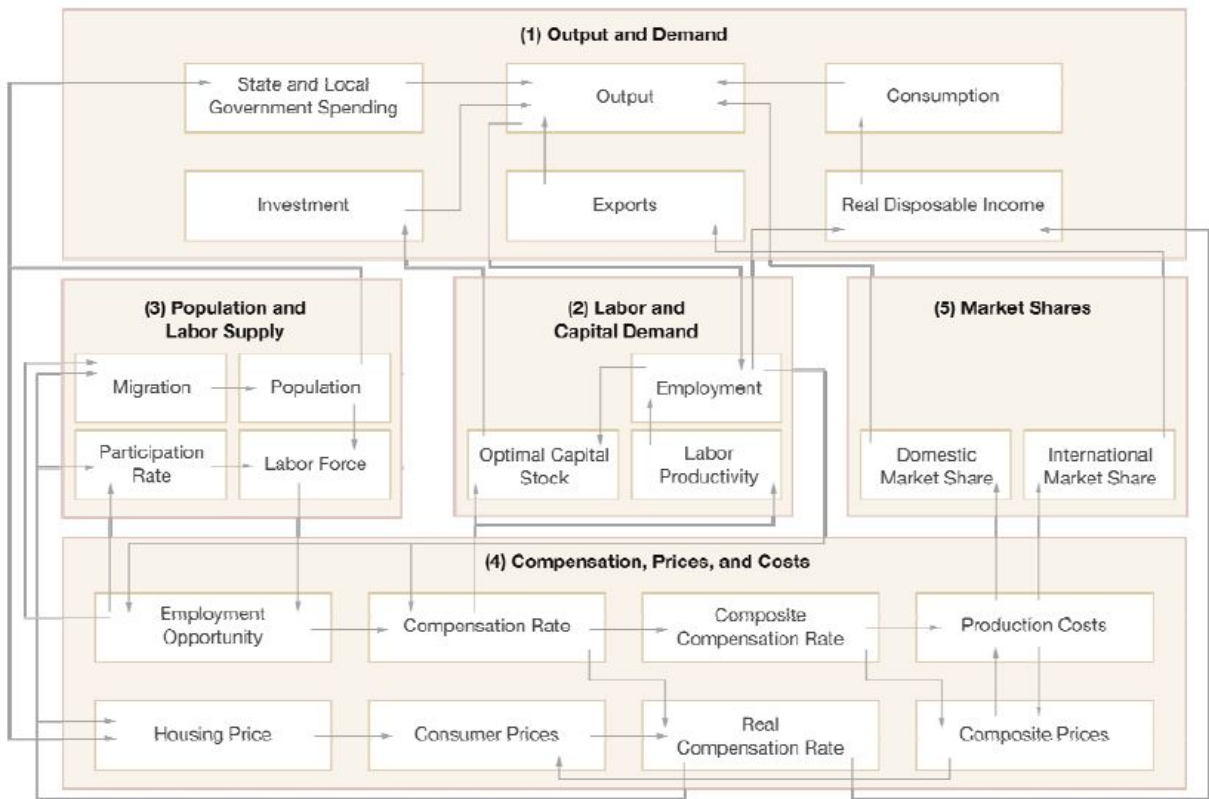 (1) Output and Demand
State and Local
Government Spending
Output
Consumption
Investment
Exports
Real Disposable Income
(3) Population and
Labor Supply
Migration
Population
Participation
Rate
Labor Force
(2) Labor and
Capital Demand
Employment
Optimal Capital
Stock
Labor
Productivity
(5) Market Shares
Domestic
Market Share
International
Market Share
(4) Compensation, Prices, and Costs
Employment
Opportunity
Compensation Rate
Composite
Compensation Rate
Production Costs
Housing Price
Consumer Prices
Real
Compensation Rate
Composite Prices